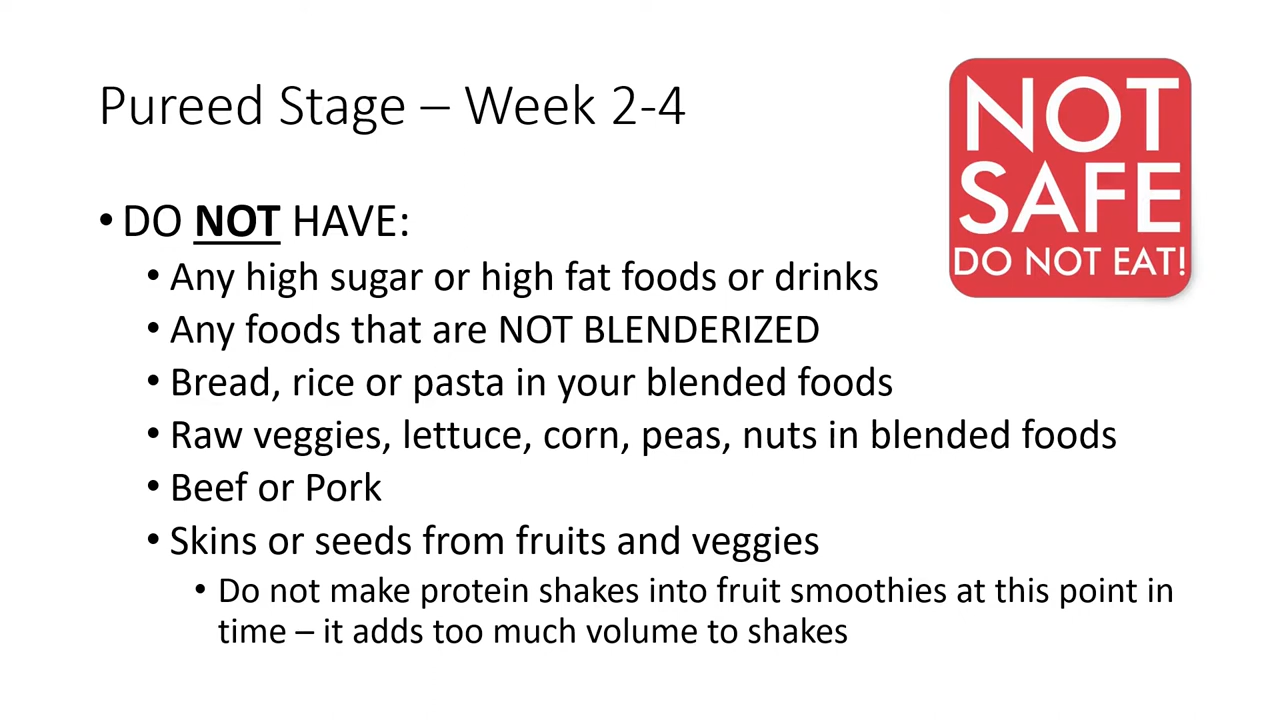 Pureed Stage – Week 2-4
NOT
SAFE
DO NOT EAT!
• DO NOT HAVE:
• Any high sugar or high fat foods or drinks
• Any foods that are NOT BLENDERIZED
• Bread, rice or pasta in your blended foods
• Raw veggies, lettuce, corn, peas, nuts in blended foods
• Beef or Pork
• Skins or seeds from fruits and veggies
• Do not make protein shakes into fruit smoothies at this point in
time – it adds too much volume to shakes